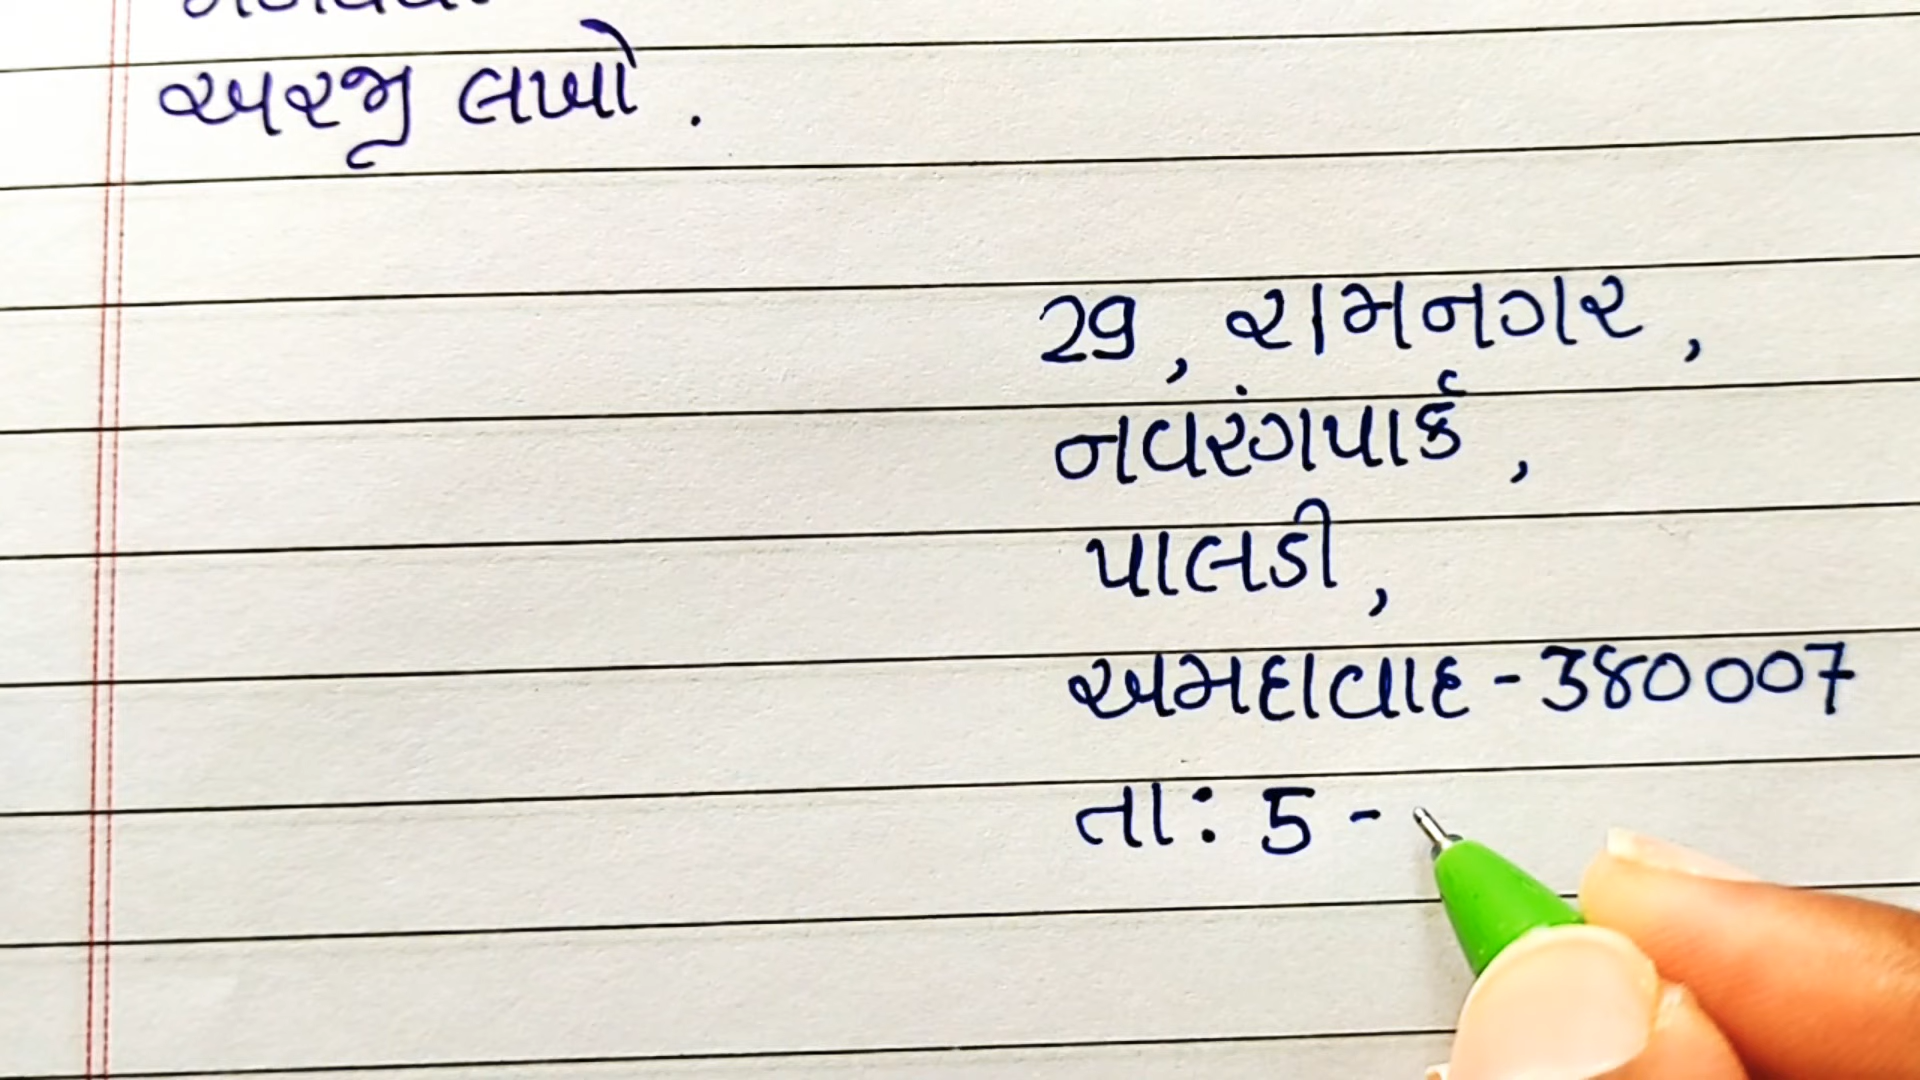 અરજી લખો .
29, રામનગર,
નવરંગપાર્ક,
પાલડી,
અમદાવાદ - 380007
તા: 5 -